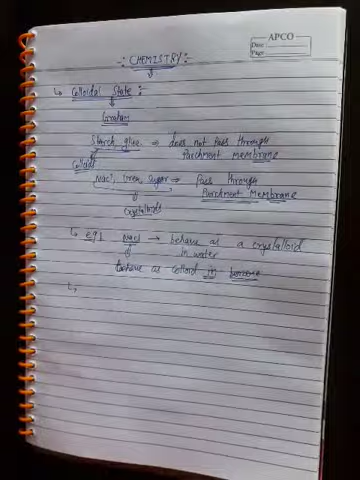 APCO
Date :
Page :
-: CHEMISTRY :-
↳ Colloidal State :
Graham
Starch glue ⇒ does not pass through
Parchment MEMBRANE
Colloid
NaCl, Urea, Sugar ⇒ Pass through
Parchment MEMBRANE
Crystalloids
↳ eg1 NaCl → behave as a crystalloid
in water
behave as colloid in benzene
↳